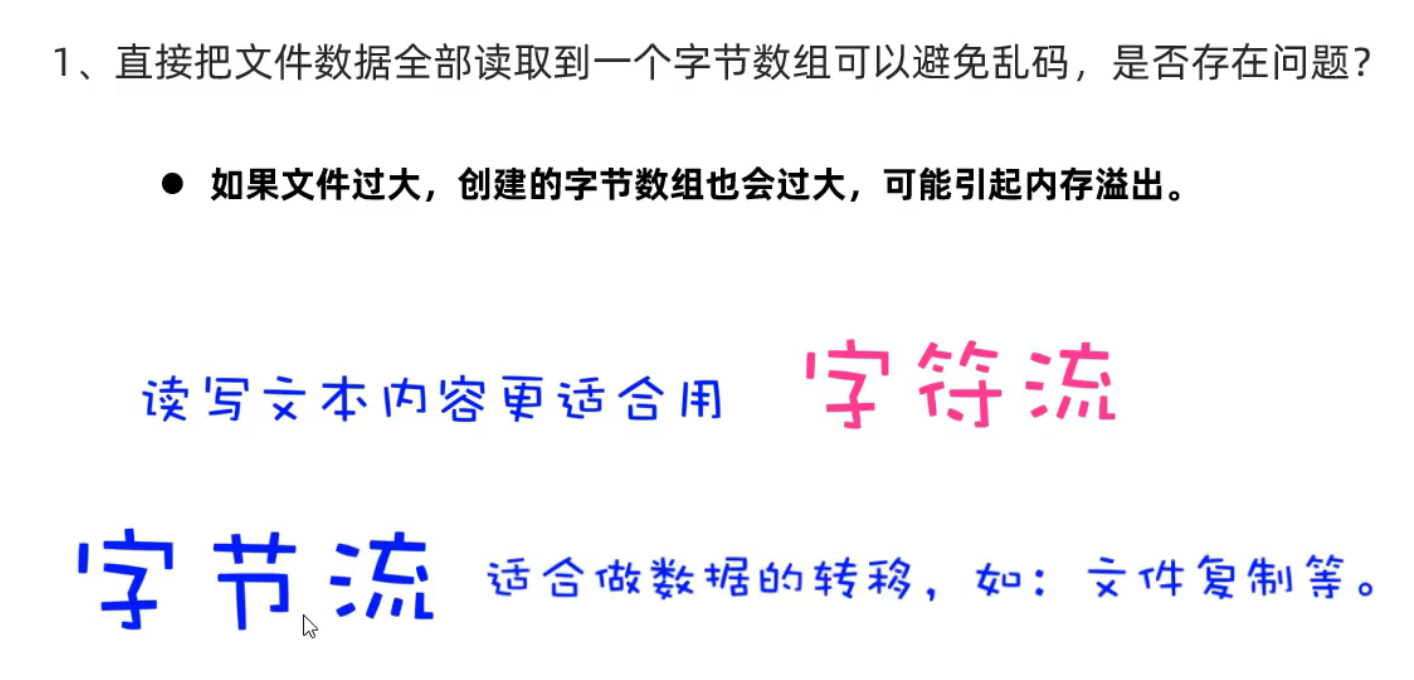 1、直接把文件数据全部读取到一个字节数组可以避免乱码，是否存在问题？
● 如果文件过大，创建的字节数组也会过大，可能引起内存溢出。
读写文本内容更适合用 字符流
字节流 适合做数据的转移，如：文件复制等。